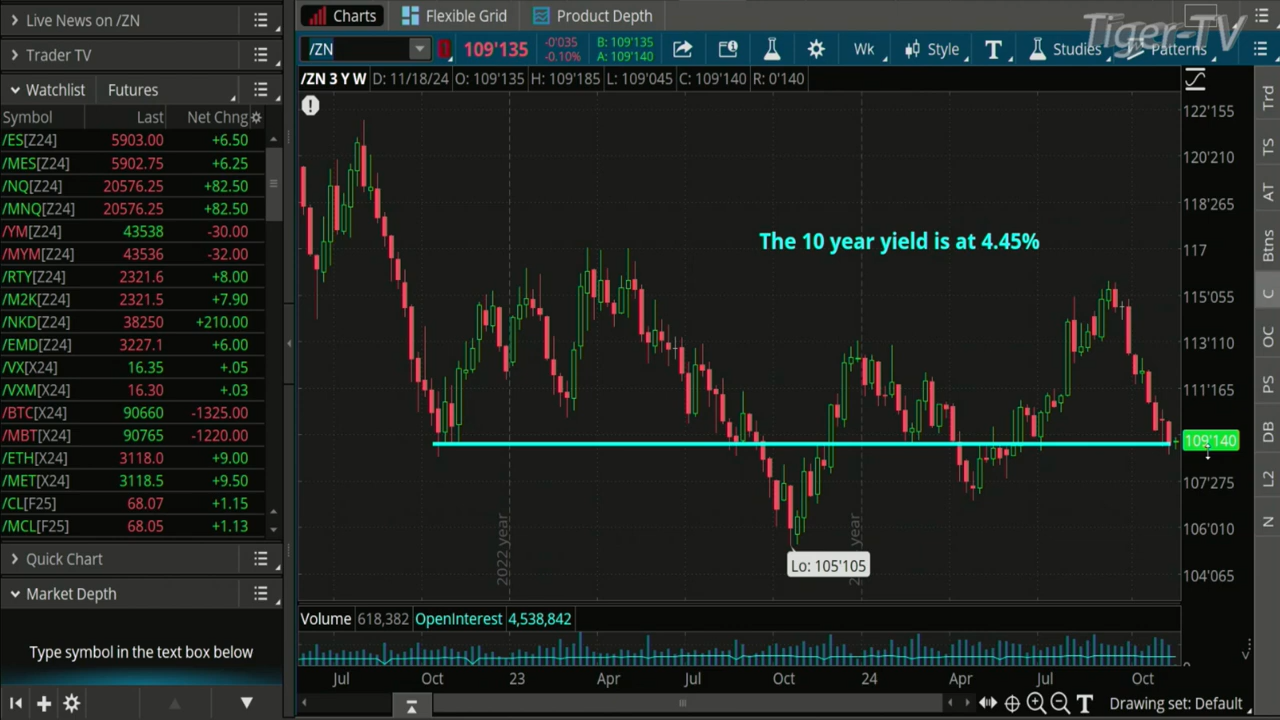 Live News on /ZN
Trader TV
Watchlist Futures
Symbol Last Net Chng
/ES[Z24] 5903.00 +6.50
/MES[Z24] 5902.75 +6.25
/NQ[Z24] 20576.25 +82.50
/MNQ[Z24] 20576.25 +82.50
/YM[Z24] 43538 -30.00
/MYM[Z24] 43536 -32.00
/RTY[Z24] 2321.6 +8.00
/M2K[Z24] 2321.5 +7.90
/NKD[Z24] 38250 +210.00
/EMD[Z24] 3227.1 +6.00
/VX[X24] 16.35 +.05
/VXM[X24] 16.30 +.03
/BTC[X24] 90660 -1325.00
/MBT[X24] 90765 -1220.00
/ETH[X24] 3118.0 +9.00
/MET[X24] 3118.5 +9.50
/CL[F25] 68.07 +1.15
/MCL[F25] 68.05 +1.13
Quick Chart
Market Depth
Type symbol in the text box below
Charts Flexible Grid Product Depth
Tiger-TV
/ZN 109'135 -0'035 B: 109'135
-0.10% A: 109'140
Wk Style T Studies Patterns
/ZN 3 Y W D: 11/18/24 O: 109'135 H: 109'185 L: 109'045 C: 109'140 R: 0'140
122'155
120'210
118'265
The 10 year yield is at 4.45%
117
115'055
113'110
111'165
109'140
107'275
106'010
104'065
2022 year
year
Lo: 105'105
Volume 618,382 OpenInterest 4,538,842
0
Jul Oct 23 Apr Jul Oct 24 Apr Jul Oct
T Drawing set: Default
Trd
TS
AT
Btns
C
OC
PS
DB
L2
N